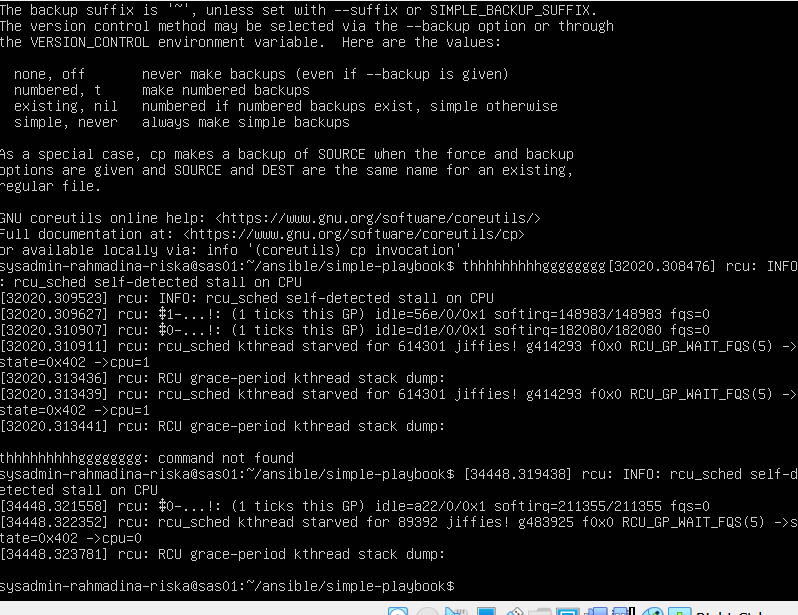 The backup suffix is '~', unless set with --suffix or SIMPLE_BACKUP_SUFFIX.
The version control method may be selected via the --backup option or through
the VERSION_CONTROL environment variable.  Here are the values:

  none, off       never make backups (even if --backup is given)
  numbered, t     make numbered backups
  existing, nil   numbered if numbered backups exist, simple otherwise
  simple, never   always make simple backups

As a special case, cp makes a backup of SOURCE when the force and backup
options are given and SOURCE and DEST are the same name for an existing,
regular file.

GNU coreutils online help: <https://www.gnu.org/software/coreutils/>
Full documentation at: <https://www.gnu.org/software/coreutils/cp>
or available locally via: info '(coreutils) cp invocation'
sysadmin-rahmadina-riska@sas01:~/ansible/simple-playbook$ thhhhhhhhhgggggggg[32020.308476] rcu: INFO
: rcu_sched self-detected stall on CPU
[32020.309523] rcu: INFO: rcu_sched self-detected stall on CPU
[32020.309627] rcu: ‡1-...!: (1 ticks this GP) idle=56e/0/0x1 softirq=148983/148983 fqs=0
[32020.310907] rcu: ‡0-...!: (1 ticks this GP) idle=d1e/0/0x1 softirq=182080/182080 fqs=0
[32020.310911] rcu: rcu_sched kthread starved for 614301 jiffies! g414293 f0x0 RCU_GP_WAIT_FQS(5) ->
state=0x402 ->cpu=1
[32020.313436] rcu: RCU grace-period kthread stack dump:
[32020.313439] rcu: rcu_sched kthread starved for 614301 jiffies! g414293 f0x0 RCU_GP_WAIT_FQS(5) ->
state=0x402 ->cpu=1
[32020.313441] rcu: RCU grace-period kthread stack dump:

thhhhhhhhhgggggggg: command not found
sysadmin-rahmadina-riska@sas01:~/ansible/simple-playbook$ [34448.319438] rcu: INFO: rcu_sched self-d
etected stall on CPU
[34448.321558] rcu: ‡0-...!: (1 ticks this GP) idle=a22/0/0x1 softirq=211355/211355 fqs=0
[34448.322352] rcu: rcu_sched kthread starved for 89392 jiffies! g483925 f0x0 RCU_GP_WAIT_FQS(5) ->s
tate=0x402 ->cpu=0
[34448.323781] rcu: RCU grace-period kthread stack dump:

sysadmin-rahmadina-riska@sas01:~/ansible/simple-playbook$